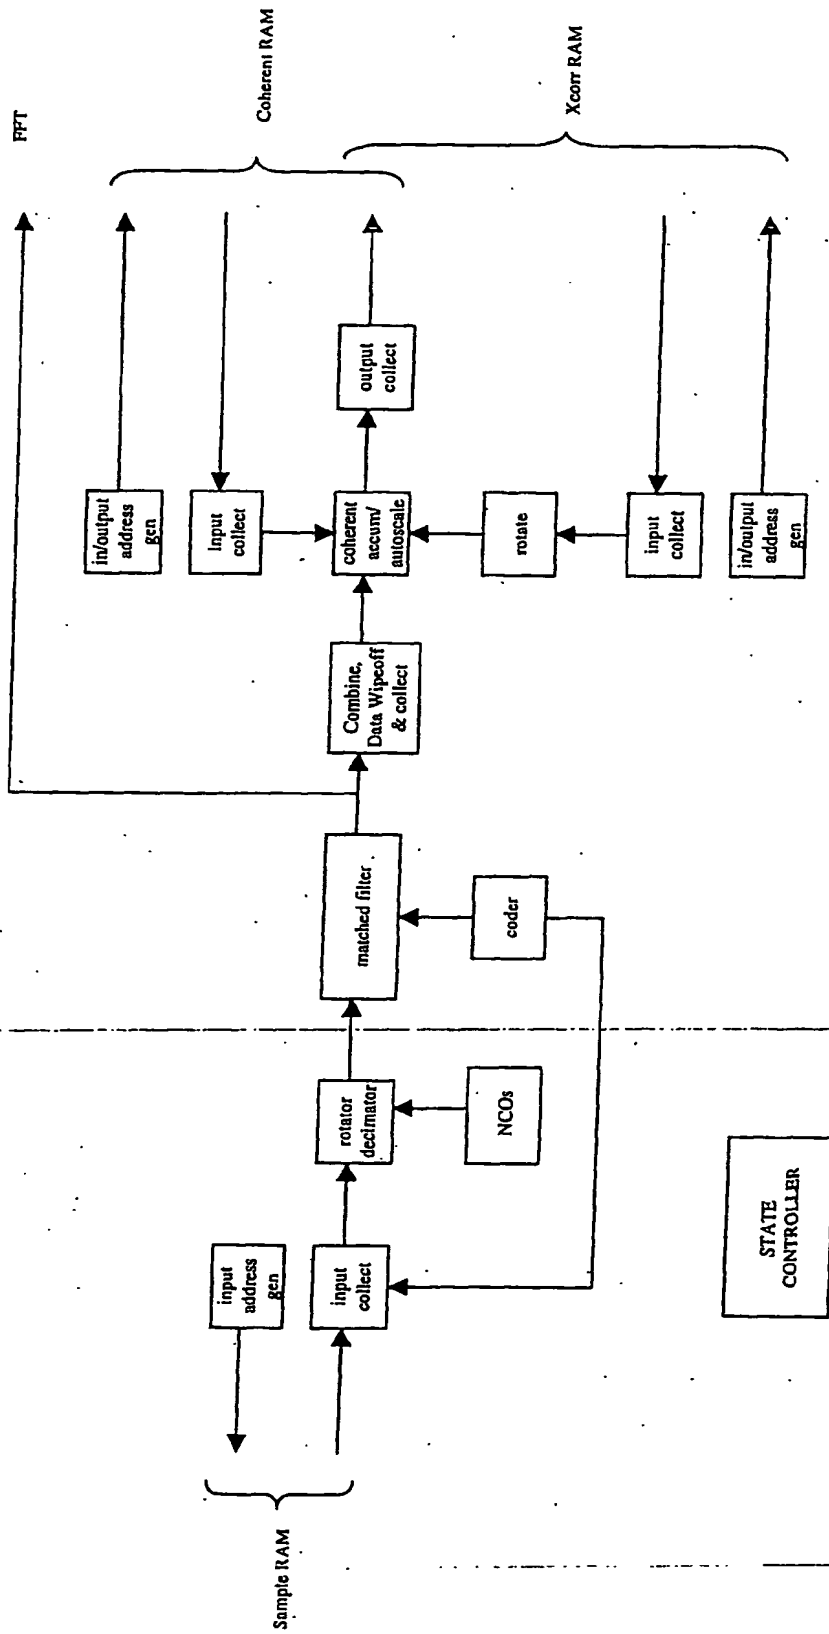 FFT
Coherent RAM
Xcorr RAM
in/output
address
gen
Input
collect
output
collect
coherent
accum/
autoscale
rotate
input
collect
in/output
address
gen
Combine,
Data Wipeoff
& collect
matched filter
coder
rotator
decimator
NCOs
input
address
gen
input
collect
Sample RAM
STATE
CONTROLLER